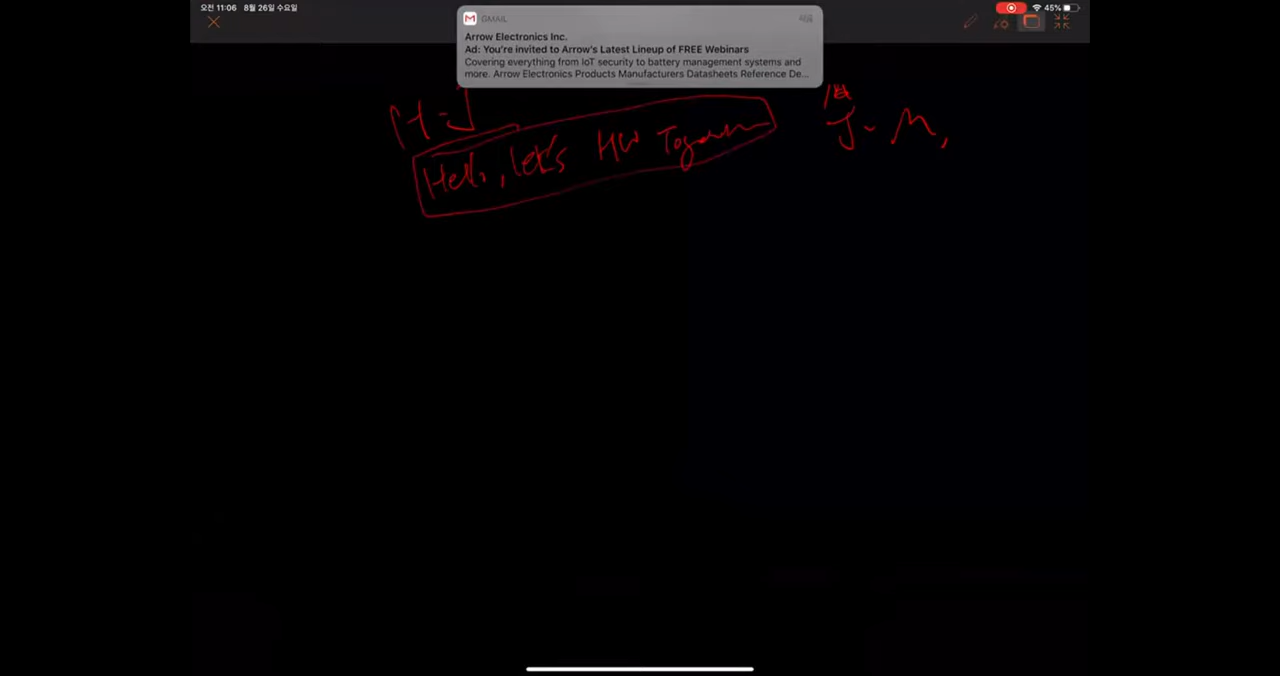 오전 11:06 8월 26일 수요일
45%
GMAIL
지금
Arrow Electronics Inc.
Ad: You're invited to Arrow's Latest Lineup of FREE Webinars
Covering everything from IoT security to battery management systems and
more. Arrow Electronics Products Manufacturers Datasheets Reference De...
H-J
J- M,
Hello, Let's HW Together